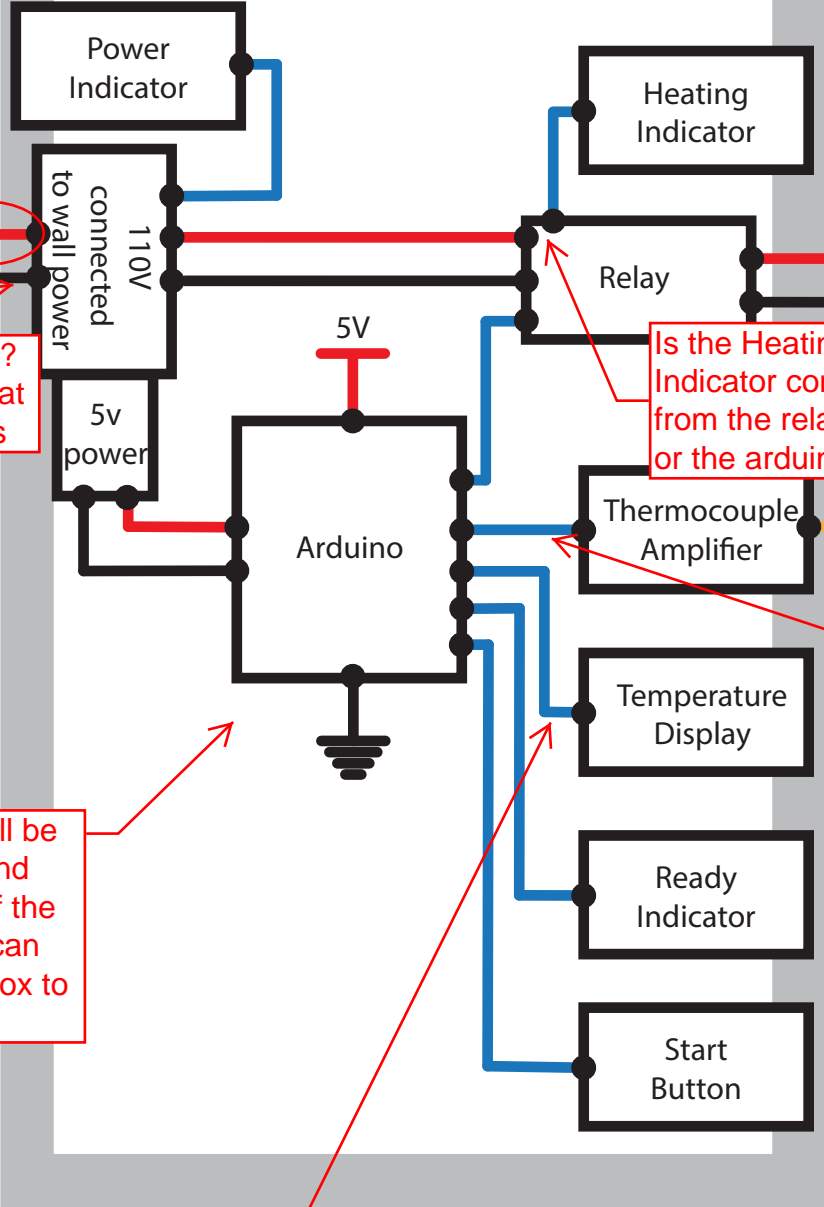 Power
Indicator
Heating
Indicator
110V
connected
to wall power
Relay
5V
?
at
s
Is the Heatin
Indicator co
from the rela
or the arduin
5v
power
Arduino
Thermocouple
Amplifier
Temperature
Display
ll be
nd
f the
can
ox to
Ready
Indicator
Start
Button